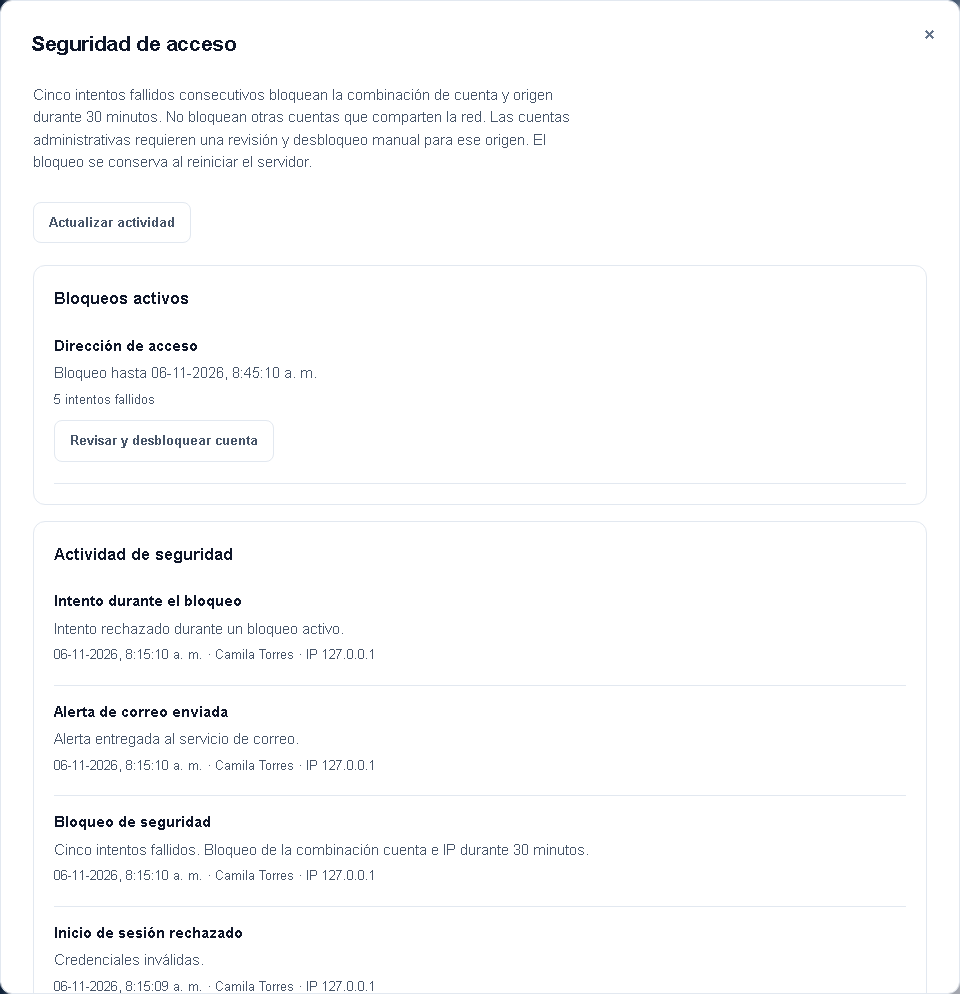 Seguridad de acceso
×
Cinco intentos fallidos consecutivos bloquean la combinación de cuenta y origen
durante 30 minutos. No bloquean otras cuentas que comparten la red. Las cuentas
administrativas requieren una revisión y desbloqueo manual para ese origen. El
bloqueo se conserva al reiniciar el servidor.
Actualizar actividad
Bloqueos activos
Dirección de acceso
Bloqueo hasta 06-11-2026, 8:45:10 a. m.
5 intentos fallidos
Revisar y desbloquear cuenta
Actividad de seguridad
Intento durante el bloqueo
Intento rechazado durante un bloqueo activo.
06-11-2026, 8:15:10 a. m. · Camila Torres · IP 127.0.0.1
Alerta de correo enviada
Alerta entregada al servicio de correo.
06-11-2026, 8:15:10 a. m. · Camila Torres · IP 127.0.0.1
Bloqueo de seguridad
Cinco intentos fallidos. Bloqueo de la combinación cuenta e IP durante 30 minutos.
06-11-2026, 8:15:10 a. m. · Camila Torres · IP 127.0.0.1
Inicio de sesión rechazado
Credenciales inválidas.
06-11-2026, 8:15:09 a. m. · Camila Torres · IP 127.0.0.1